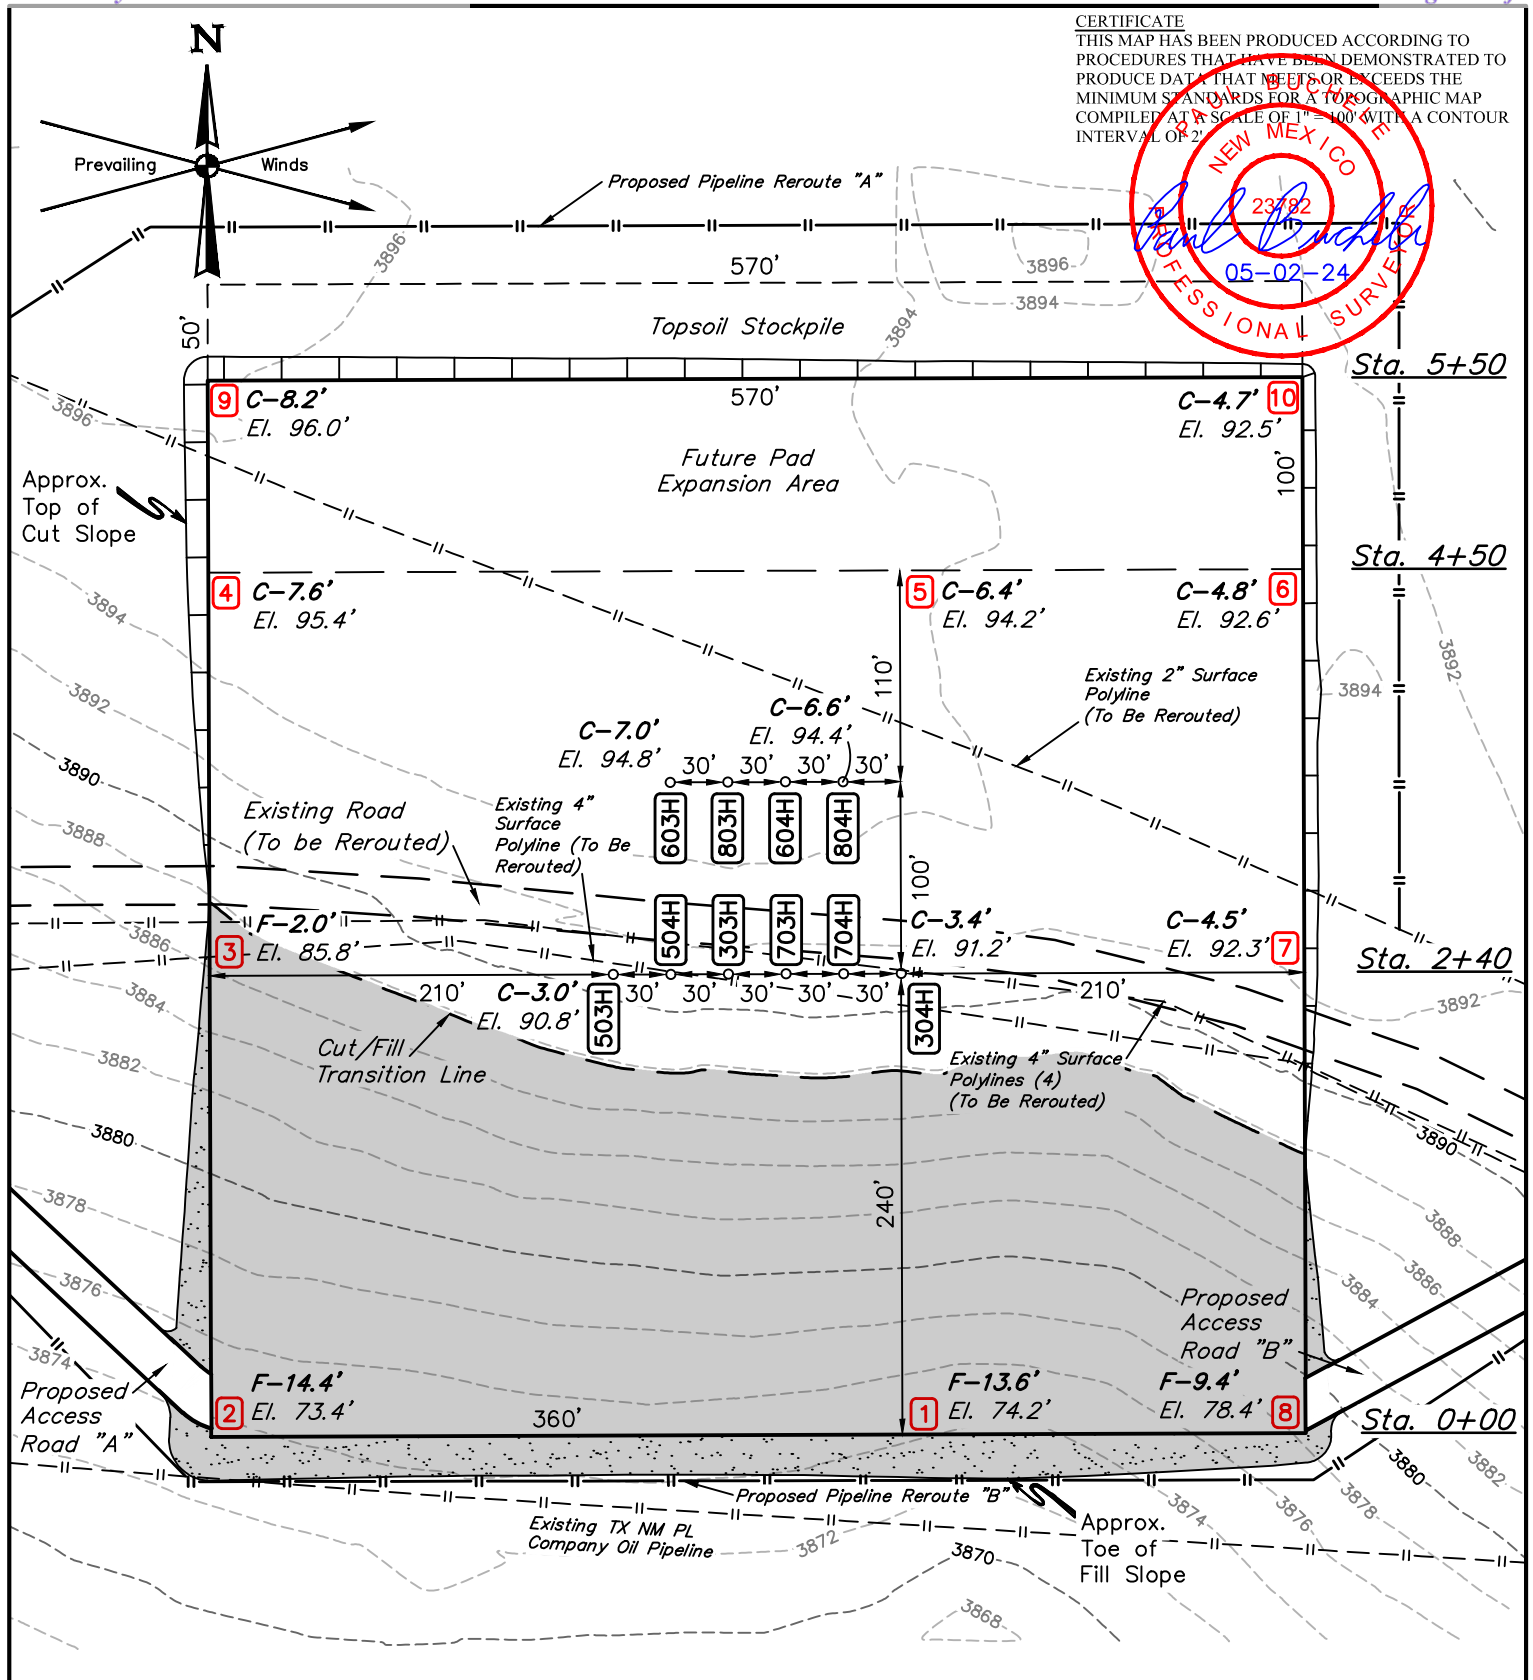 CERTIFICATE
THIS MAP HAS BEEN PRODUCED ACCORDING TO
PROCEDURES THAT HAVE BEEN DEMONSTRATED TO
PRODUCE DATA THAT MEETS OR EXCEEDS THE
MINIMUM STANDARDS FOR A TOPOGRAPHIC MAP
COMPILED AT A SCALE OF 1" = 100' WITH A CONTOUR
INTERVAL OF 2'.
PAUL BUCHELE
NEW MEXICO
23782
PROFESSIONAL SURVEYOR
Paul Buchele
05-02-24
N
Prevailing Winds
Proposed Pipeline Reroute "A"
3896
570'
3896
3894
3894
50'
Topsoil Stockpile
Sta. 5+50
3896
9 C-8.2'
El. 96.0'
570'
C-4.7' 10
El. 92.5'
Future Pad
Expansion Area
100'
Approx.
Top of
Cut Slope
Sta. 4+50
4 C-7.6'
El. 95.4'
5 C-6.4'
El. 94.2'
C-4.8' 6
El. 92.6'
3894
3892
110'
Existing 2" Surface
Polyline
(To Be Rerouted)
3894
3892
C-6.6'
El. 94.4'
C-7.0'
El. 94.8'
30' 30' 30' 30'
3890
603H 803H 604H 804H
Existing Road
(To be Rerouted)
Existing 4"
Surface
Polyline (To Be
Rerouted)
3888
100'
504H 303H 703H 704H
3 F-2.0'
El. 85.8'
C-3.4'
El. 91.2'
C-4.5' 7
El. 92.3'
3886
Sta. 2+40
210'
C-3.0'
El. 90.8'
503H
30' 30' 30' 30' 30'
304H
210'
3892
3884
Cut/Fill
Transition Line
Existing 4" Surface
Polylines (4)
(To Be Rerouted)
3882
3880
3890
240'
3878
3888
3876
3886
3884
Proposed
Access
Road "B"
3874
Proposed
Access
Road "A"
2 F-14.4'
El. 73.4'
360'
1 F-13.6'
El. 74.2'
F-9.4' 8
El. 78.4'
Sta. 0+00
3882
3880
3878
3876
3874
Proposed Pipeline Reroute "B"
Existing TX NM PL
Company Oil Pipeline
3872
3870
Approx.
Toe of
Fill Slope
3868